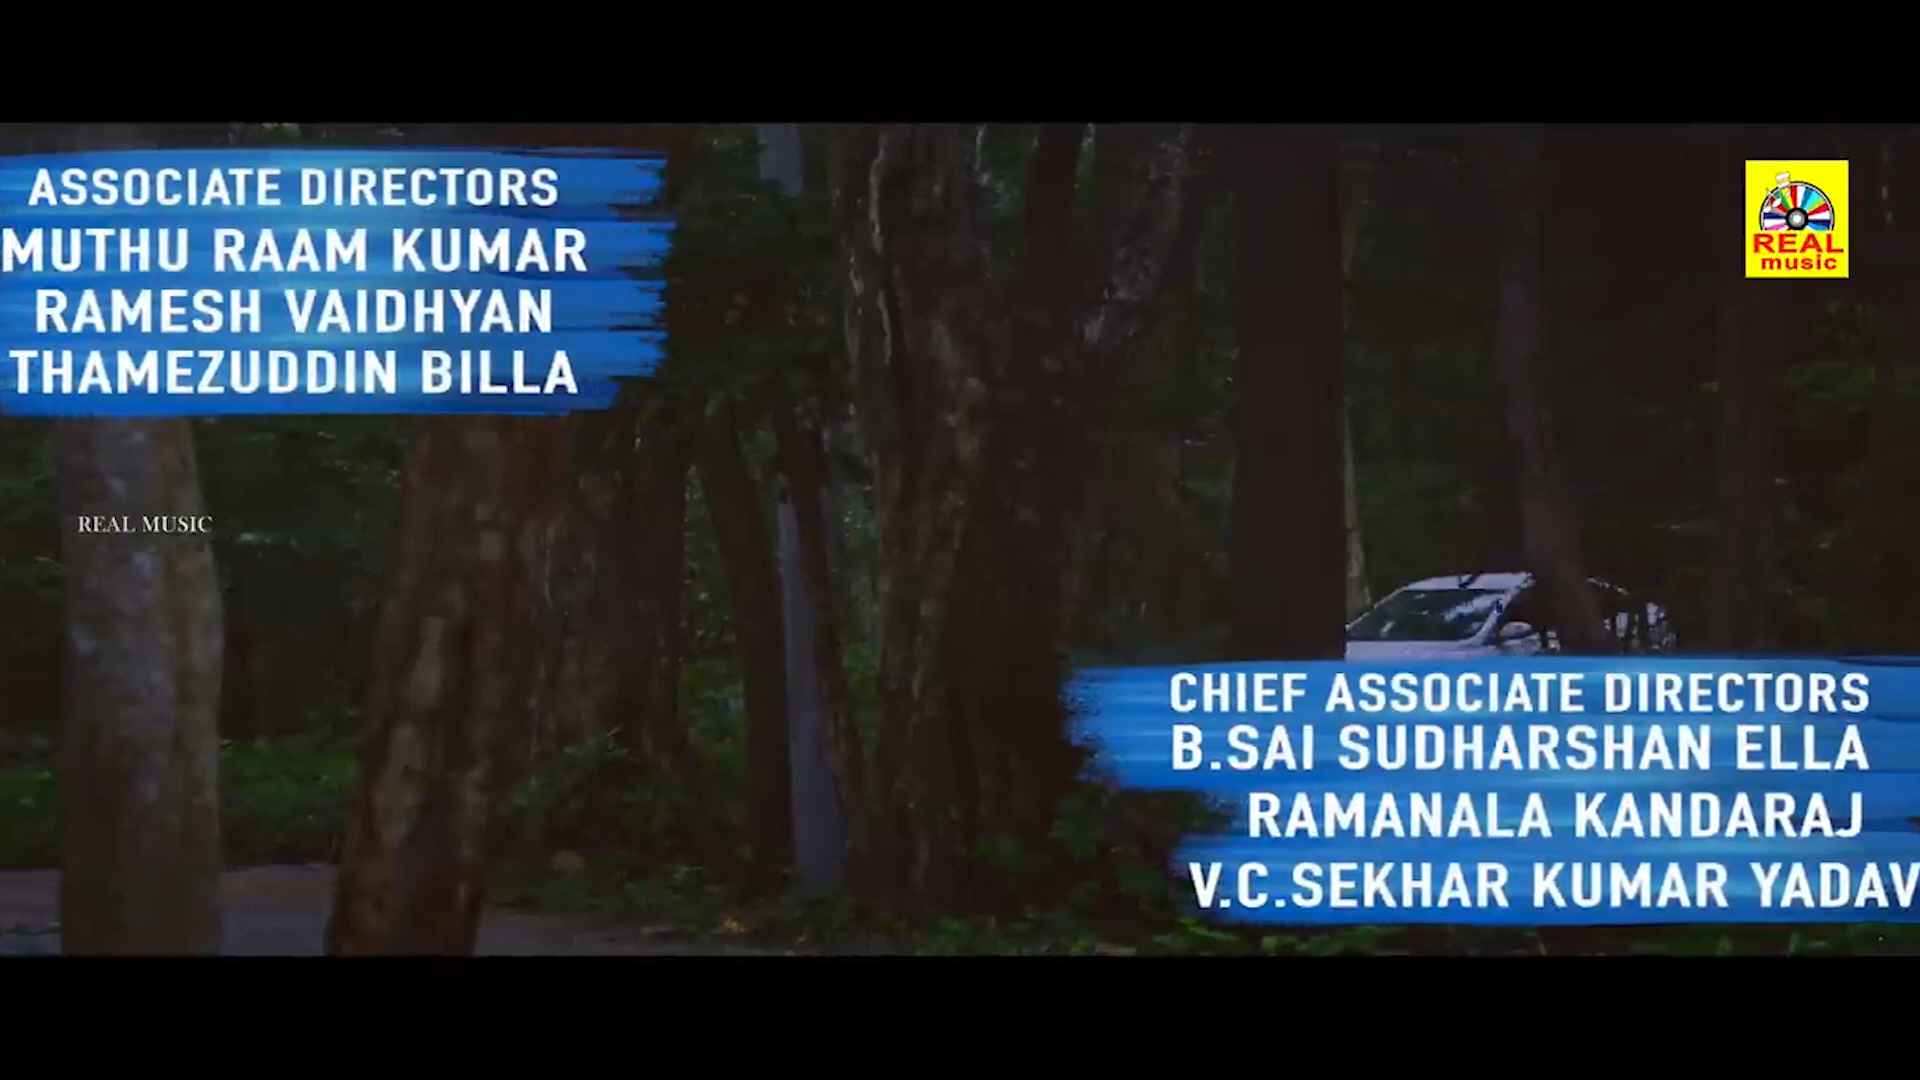 ASSOCIATE DIRECTORS
MUTHU RAAM KUMAR
RAMESH VAIDHYAN
THAMEZUDDIN BILLA
REAL
music
REAL MUSIC
CHIEF ASSOCIATE DIRECTORS
B.SAI SUDHARSHAN ELLA
RAMANALA KANDARAJ
V.C.SEKHAR KUMAR YADAV